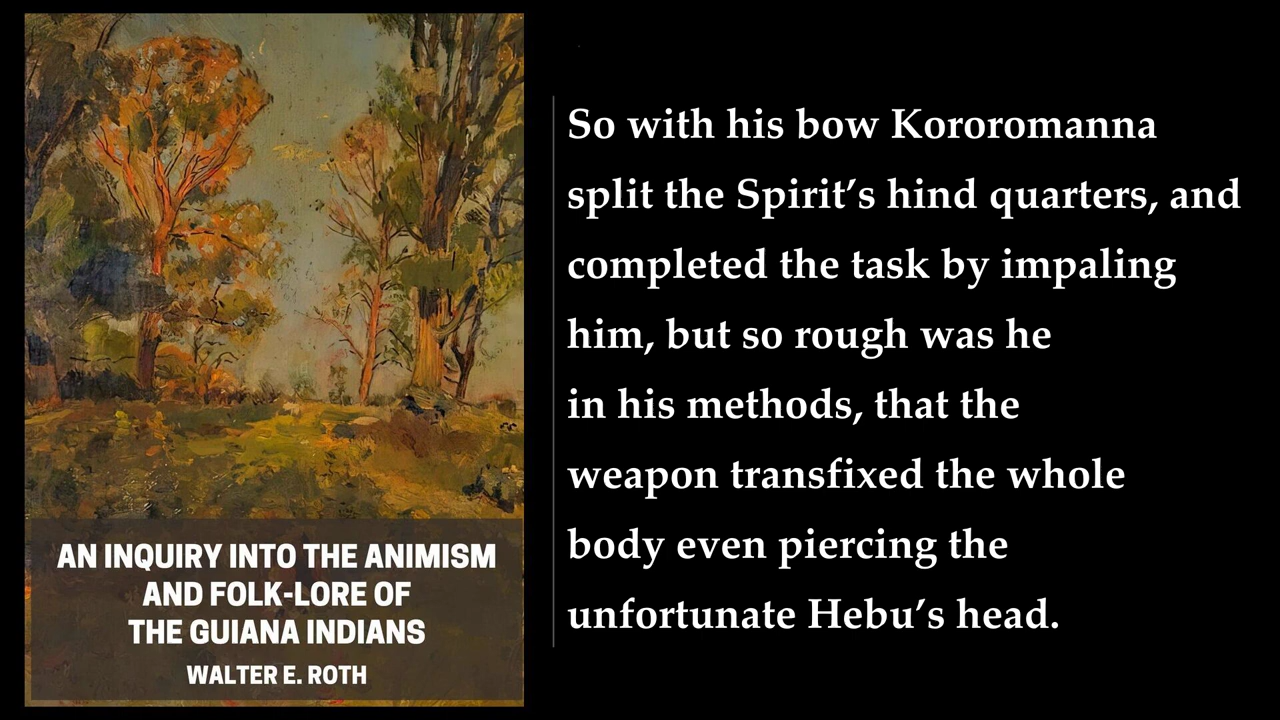 AN INQUIRY INTO THE ANIMISM
AND FOLK-LORE OF
THE GUIANA INDIANS
WALTER E. ROTH
So with his bow Kororomanna
split the Spirit’s hind quarters, and
completed the task by impaling
him, but so rough was he
in his methods, that the
weapon transfixed the whole
body even piercing the
unfortunate Hebu’s head.